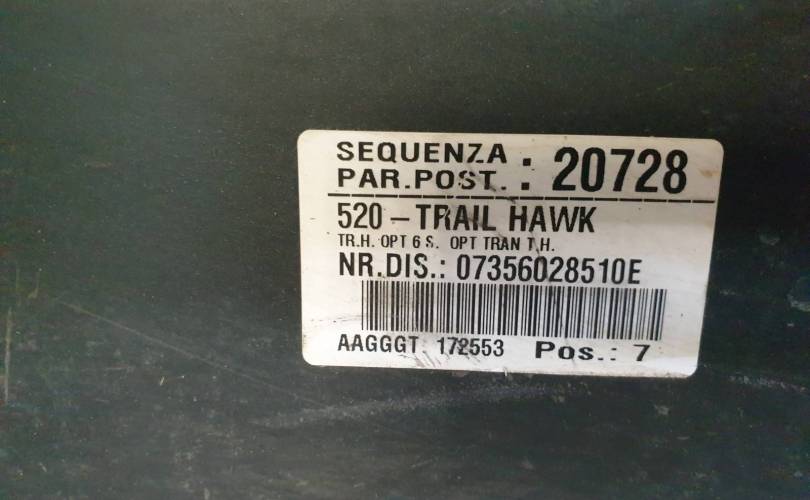 SEQUENZA : 20728
PAR.POST. :
520 - TRAIL HAWK
TR.H. OPT 6 S. OPT TRAN T.H.
NR.DIS.: 07356028510E
AAGGGT 172553 Pos.: 7